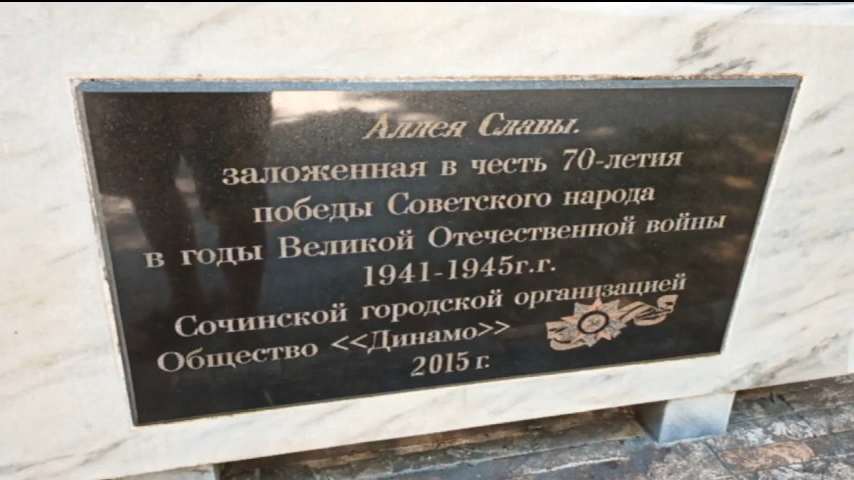 Аллея Славы.
заложенная в честь 70-летия
победы Советского народа
в годы Великой Отечественной войны
1941-1945г.г.
Сочинской городской организацией
Общество <<Динамо>>
2015 г.